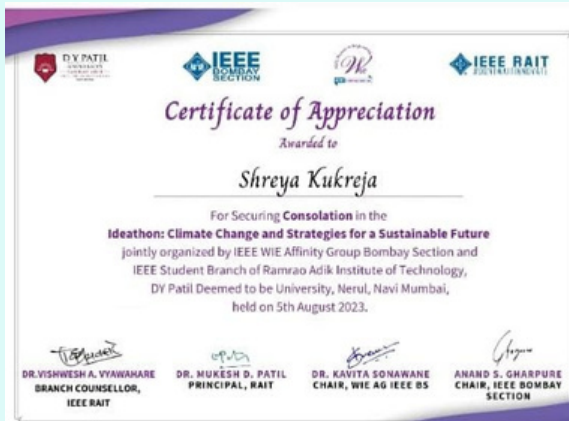 D Y PATIL
UNIVERSITY
IEEE
BOMBAY
SECTION
IEEE RAIT
Certificate of Appreciation
Awarded to
Shreya Kukreja
For Securing Consolation in the
Ideathon: Climate Change and Strategies for a Sustainable Future
jointly organized by IEEE WIE Affinity Group Bombay Section and
IEEE Student Branch of Ramrao Adik Institute of Technology,
DY Patil Deemed to be University, Nerul, Navi Mumbai,
held on 5th August 2023.
DR.VISHWESH A. VYAWAHARE
BRANCH COUNSELLOR,
IEEE RAIT
DR. MUKESH D. PATIL
PRINCIPAL, RAIT
DR. KAVITA SONAWANE
CHAIR, WIE AG IEEE BS
ANAND S. GHARPURE
CHAIR, IEEE BOMBAY
SECTION